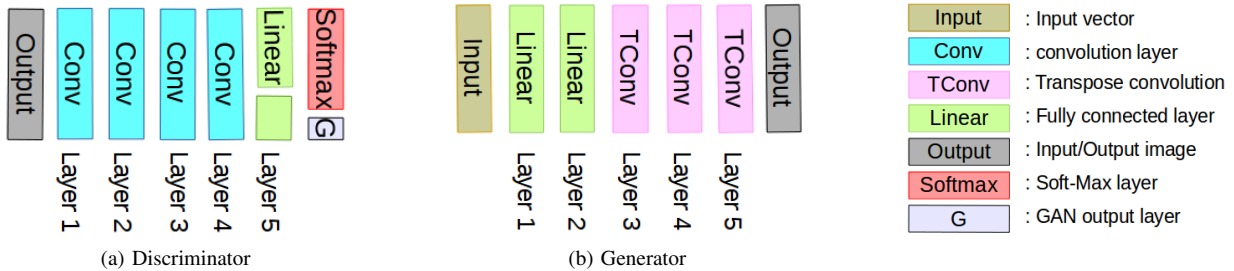 Output
Conv
Conv
Conv
Conv
Linear
Softmax
G
Layer 1
Layer 2
Layer 3
Layer 4
Layer 5
(a) Discriminator
Input
Linear
Linear
TConv
TConv
TConv
Output
Layer 1
Layer 2
Layer 3
Layer 4
Layer 5
(b) Generator
Input : Input vector
Conv : convolution layer
TConv : Transpose convolution
Linear : Fully connected layer
Output : Input/Output image
Softmax : Soft-Max layer
G : GAN output layer